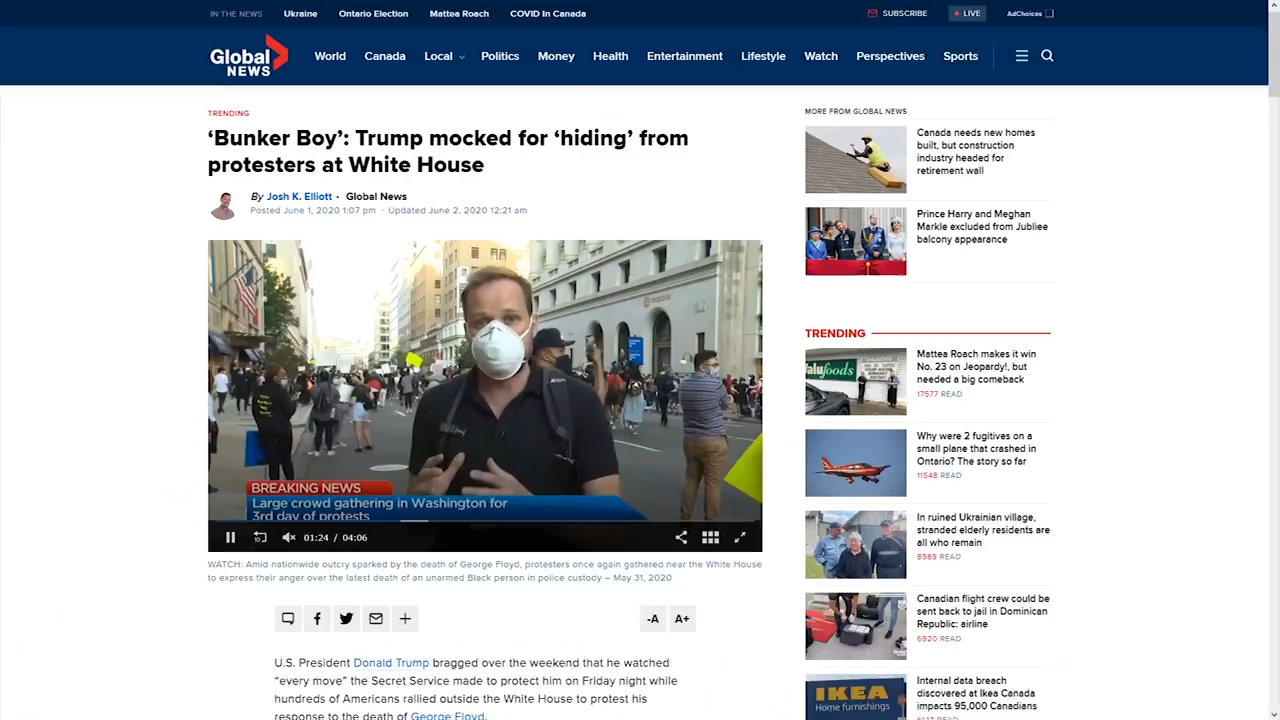 IN THE NEWS Ukraine Ontario Election Mattea Roach COVID In Canada SUBSCRIBE LIVE AdChoices
Global NEWS
World Canada Local Politics Money Health Entertainment Lifestyle Watch Perspectives Sports
TRENDING
‘Bunker Boy’: Trump mocked for ‘hiding’ from
protesters at White House
By Josh K. Elliott · Global News
Posted June 1, 2020 1:07 pm · Updated June 2, 2020 12:21 am
BREAKING NEWS
Large crowd gathering in Washington for
3rd day of protests
10
01:24 / 04:06
WATCH: Amid nationwide outcry sparked by the death of George Floyd, protesters once again gathered near the White House
to express their anger over the latest death of an unarmed Black person in police custody – May 31, 2020
-A A+
U.S. President Donald Trump bragged over the weekend that he watched
“every move” the Secret Service made to protect him on Friday night while
hundreds of Americans rallied outside the White House to protest his
response to the death of George Floyd.
MORE FROM GLOBAL NEWS
Canada needs new homes
built, but construction
industry headed for
retirement wall
Prince Harry and Meghan
Markle excluded from Jubliee
balcony appearance
TRENDING
alufoods
Mattea Roach makes it win
No. 23 on Jeopardy!, but
needed a big comeback
17577 READ
Why were 2 fugitives on a
small plane that crashed in
Ontario? The story so far
11548 READ
In ruined Ukrainian village,
stranded elderly residents are
all who remain
8989 READ
Canadian flight crew could be
sent back to jail in Dominican
Republic: airline
6920 READ
IKEA
Home furnishings
Internal data breach
discovered at Ikea Canada
impacts 95,000 Canadians
READ